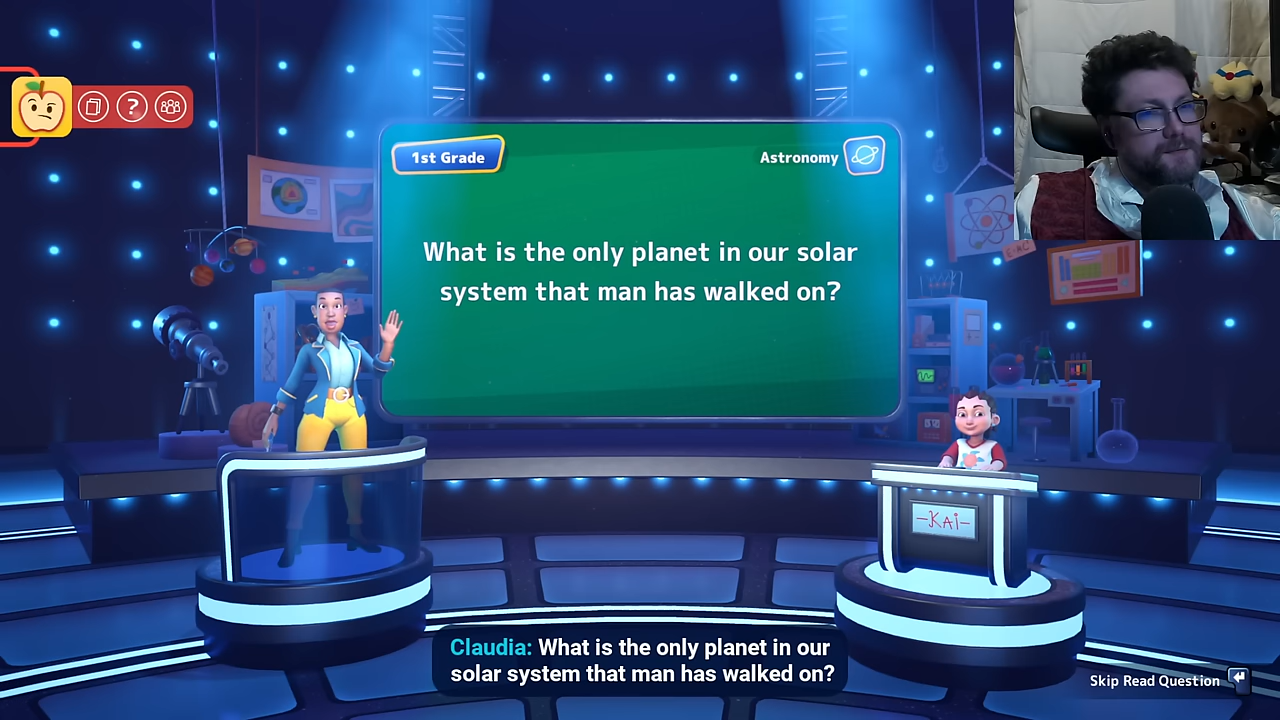 1st Grade
Astronomy
What is the only planet in our solar
system that man has walked on?
?
E=MC
-KAi-
Claudia: What is the only planet in our
solar system that man has walked on?
Skip Read Question